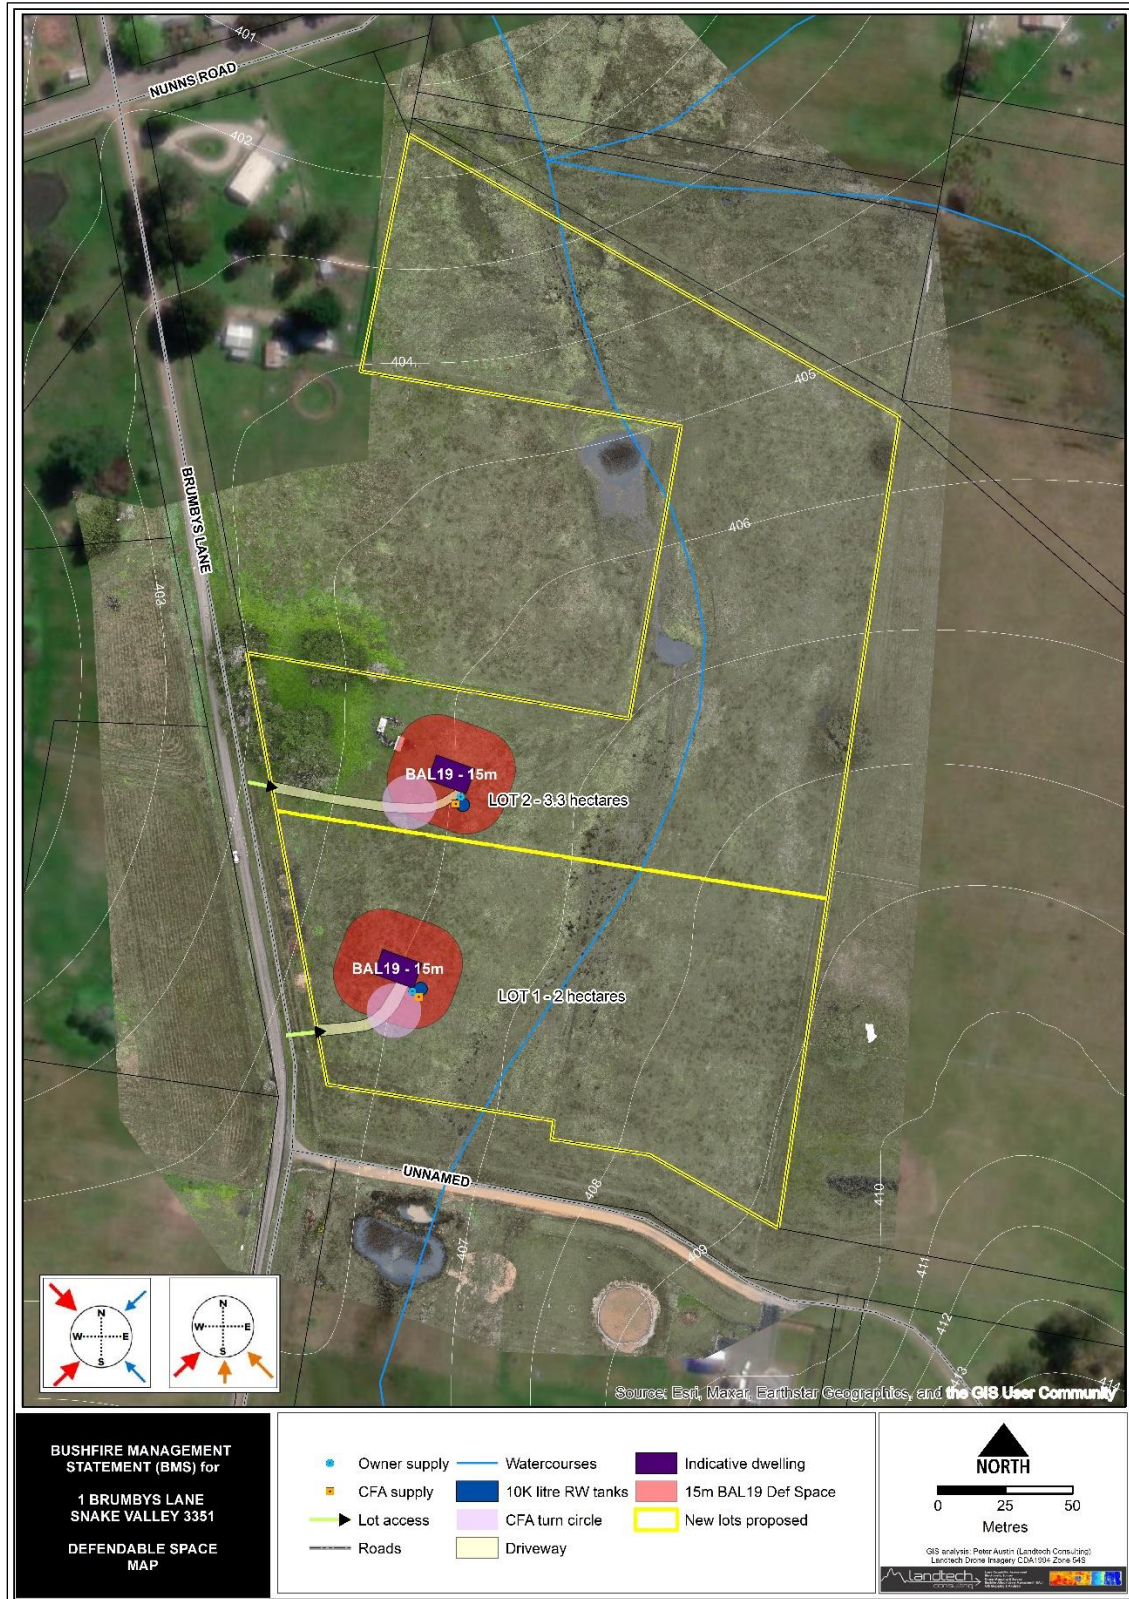 401
NUNNS ROAD
402
404
405
BRUMBYS LANE
406
403
BAL19 - 15m
LOT 2 - 3.3 hectares
BAL19 - 15m
LOT 1 - 2 hectares
UNNAMED
408
410
407
409
411
412
413
414
N
W E
S
N
W E
S
Source: Esri, Maxar, Earthstar Geographics, and the GIS User Community
BUSHFIRE MANAGEMENT
STATEMENT (BMS) for
1 BRUMBYS LANE
SNAKE VALLEY 3351
DEFENDABLE SPACE
MAP
Owner supply
CFA supply
Lot access
Roads
Watercourses
10K litre RW tanks
CFA turn circle
Driveway
Indicative dwelling
15m BAL19 Def Space
New lots proposed
NORTH
0 25 50
Metres
GIS analysis: Peter Austin (Landtech Consulting)
Landtech Drone Imagery CDA1994 Zone 54S
landtech
consulting